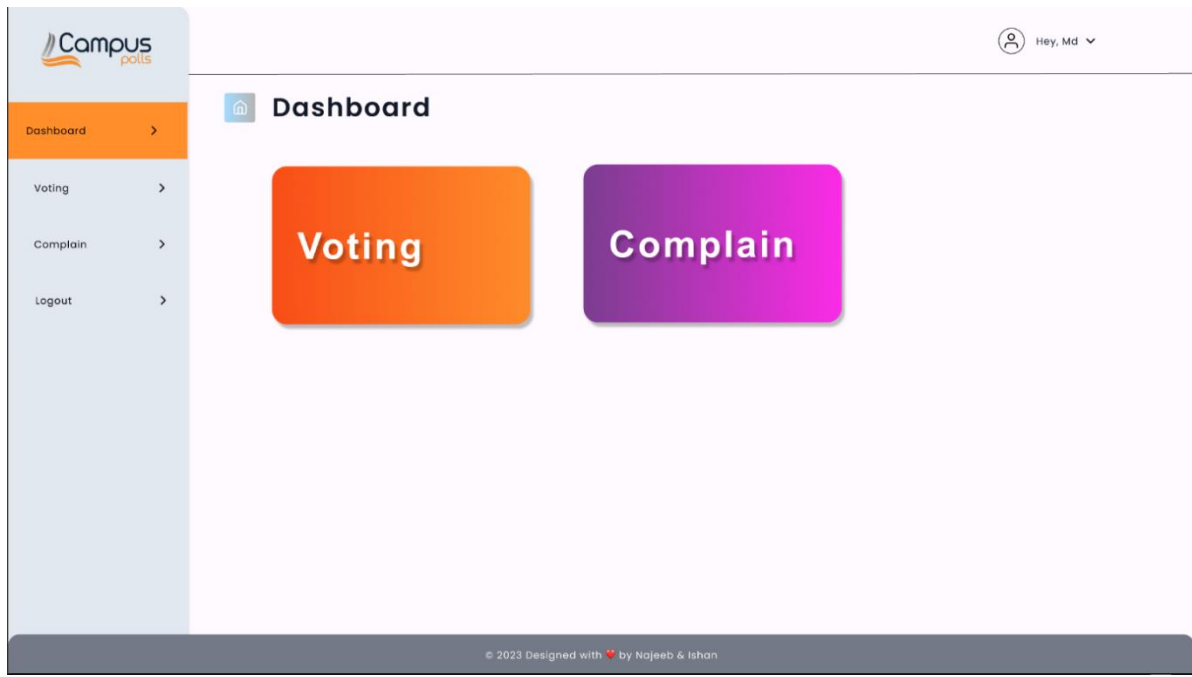 Campus
polls
Hey, Md
Dashboard
Dashboard
Voting
Complain
Logout
Voting
Complain
© 2023 Designed with ❤️ by Najeeb & Ishan